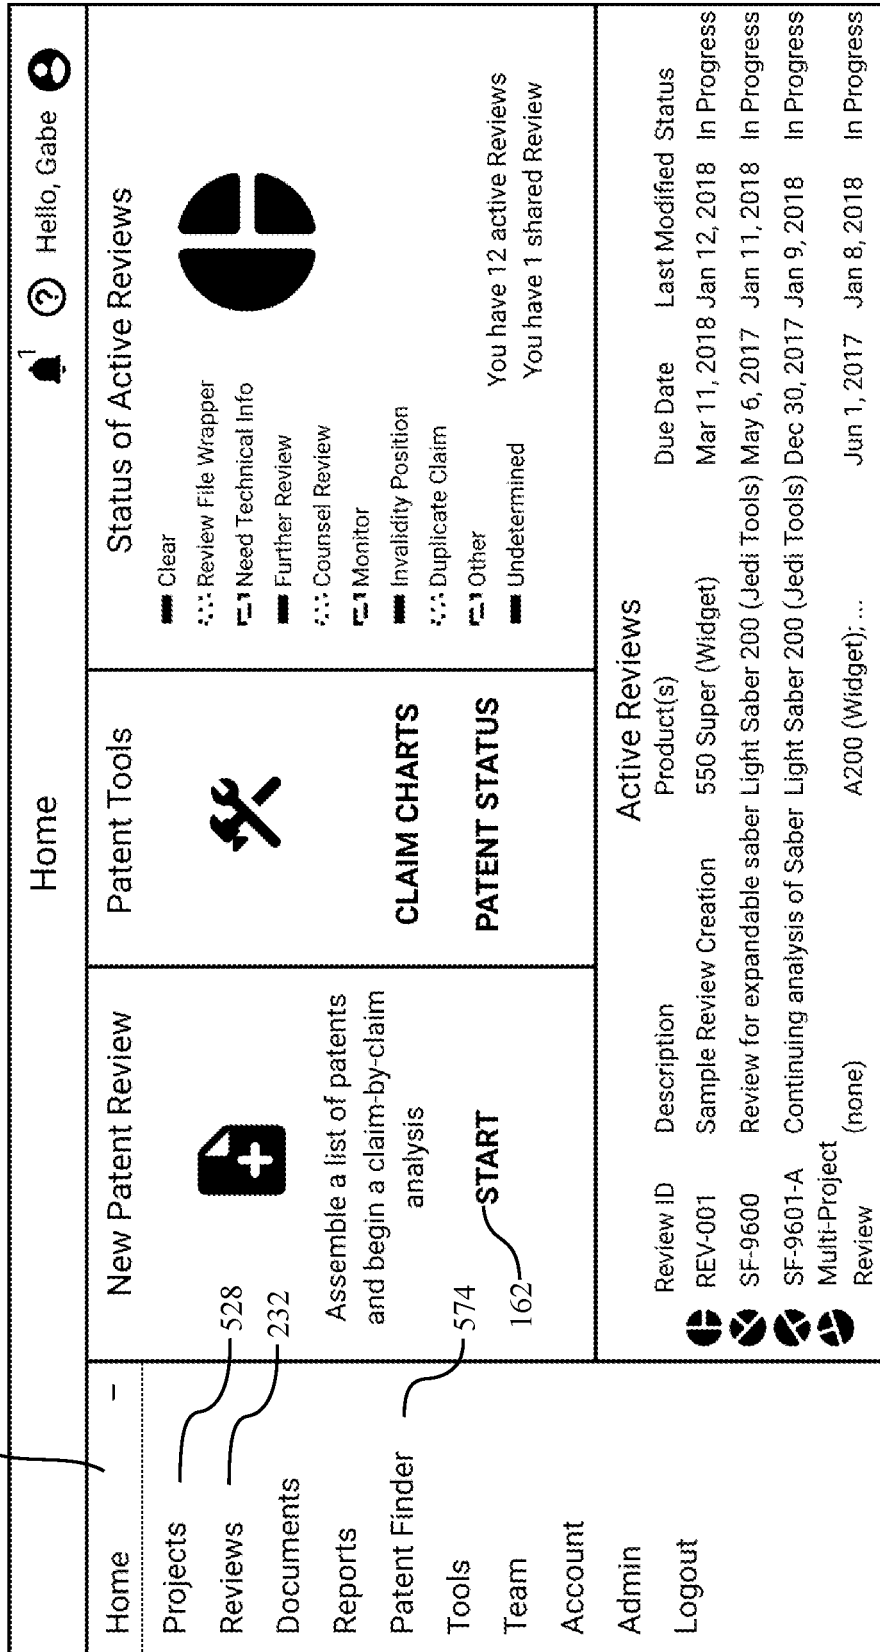 Home
1
Hello, Gabe
Home –
Projects
Reviews
Documents
Reports
Patent Finder
Tools
Team
Account
Admin
Logout
528
232
574
162
New Patent Review
Assemble a list of patents
and begin a claim-by-claim
analysis
START
Patent Tools
CLAIM CHARTS
PATENT STATUS
Status of Active Reviews
Clear
Review File Wrapper
Need Technical Info
Further Review
Counsel Review
Monitor
Invalidity Position
Duplicate Claim
Other
Undetermined
You have 12 active Reviews
You have 1 shared Review
Active Reviews
Review ID Description Product(s) Due Date Last Modified Status
REV-001 Sample Review Creation 550 Super (Widget) Mar 11, 2018 Jan 12, 2018 In Progress
SF-9600 Review for expandable saber Light Saber 200 (Jedi Tools) May 6, 2017 Jan 11, 2018 In Progress
SF-9601-A Continuing analysis of Saber Light Saber 200 (Jedi Tools) Dec 30, 2017 Jan 9, 2018 In Progress
Multi-Project
Review (none) A200 (Widget); ... Jun 1, 2017 Jan 8, 2018 In Progress